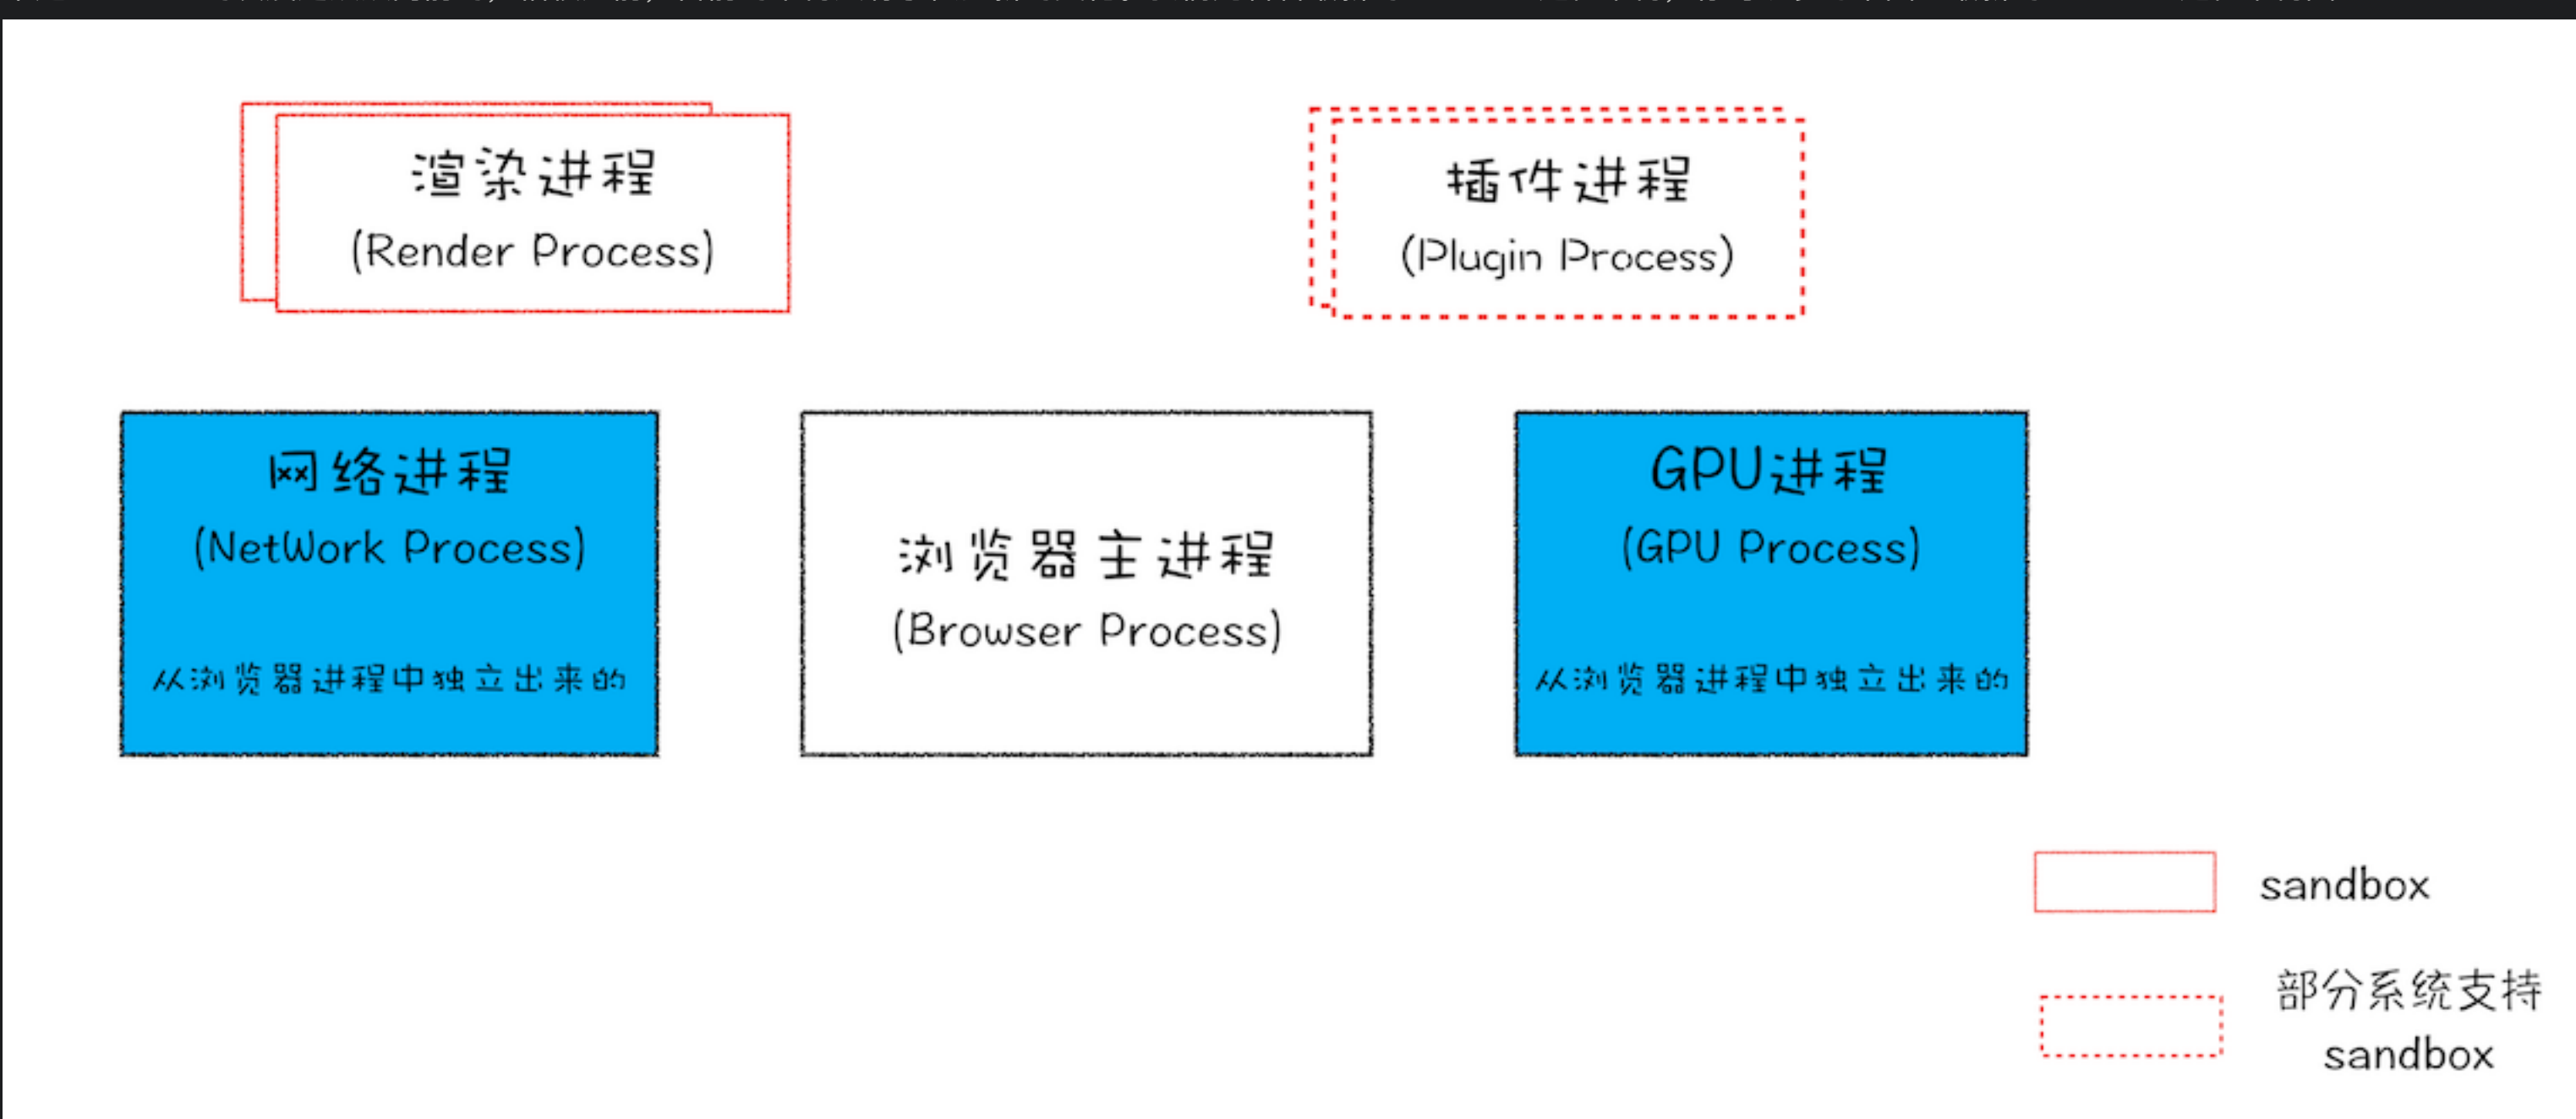 渲染进程
(Render Process)
插件进程
(Plugin Process)
网络进程
(NetWork Process)
从浏览器进程中独立出来的
浏览器主进程
(Browser Process)
GPU进程
(GPU Process)
从浏览器进程中独立出来的
sandbox
部分系统支持
sandbox